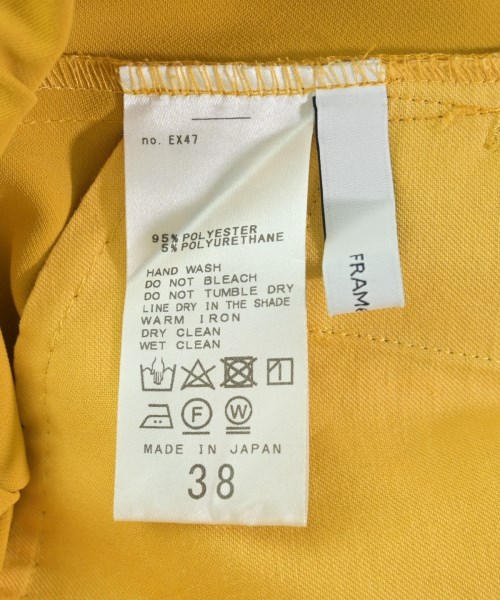 no. EX47
95% POLYESTER
5% POLYURETHANE
HAND WASH
DO NOT BLEACH
DO NOT TUMBLE DRY
LINE DRY IN THE SHADE
WARM IRON
DRY CLEAN
WET CLEAN
F W
MADE IN JAPAN
38
FRAM